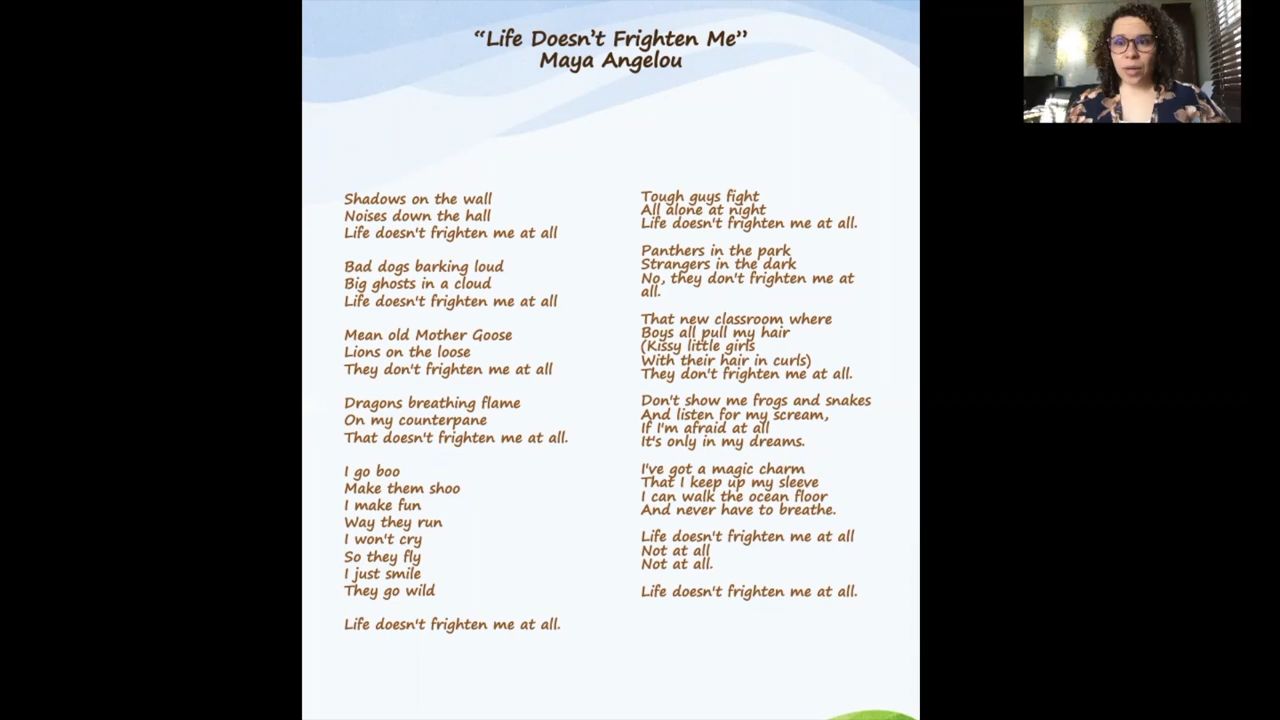 “Life Doesn’t Frighten Me”
Maya Angelou
Shadows on the wall
Noises down the hall
Life doesn't frighten me at all
Bad dogs barking loud
Big ghosts in a cloud
Life doesn't frighten me at all
Mean old Mother Goose
Lions on the loose
They don't frighten me at all
Dragons breathing flame
On my counterpane
That doesn't frighten me at all.
I go boo
Make them shoo
I make fun
Way they run
I won't cry
So they fly
I just smile
They go wild
Life doesn't frighten me at all.
Tough guys fight
All alone at night
Life doesn't frighten me at all.
Panthers in the park
Strangers in the dark
No, they don't frighten me at
all.
That new classroom where
Boys all pull my hair
(Kissy little girls
With their hair in curls)
They don't frighten me at all.
Don't show me frogs and snakes
And listen for my scream,
If I'm afraid at all
It's only in my dreams.
I've got a magic charm
That I keep up my sleeve
I can walk the ocean floor
And never have to breathe.
Life doesn't frighten me at all
Not at all
Not at all.
Life doesn't frighten me at all.